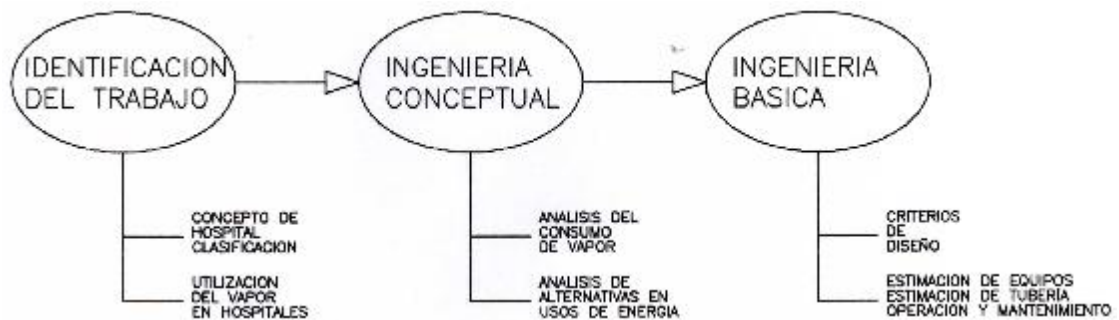 IDENTIFICACION
DEL TRABAJO
INGENIERIA
CONCEPTUAL
INGENIERIA
BASICA
CONCEPTO DE
HOSPITAL
CLASIFICACION
UTILIZACION
DEL VAPOR
EN HOSPITALES
ANALISIS DEL
CONSUMO
DE VAPOR
ANALISIS DE
ALTERNATIVAS EN
USOS DE ENERGIA
CRITERIOS
DE
DISEÑO
ESTIMACION DE EQUIPOS
ESTIMACION DE TUBERIA
OPERACION Y MANTENIMIENTO